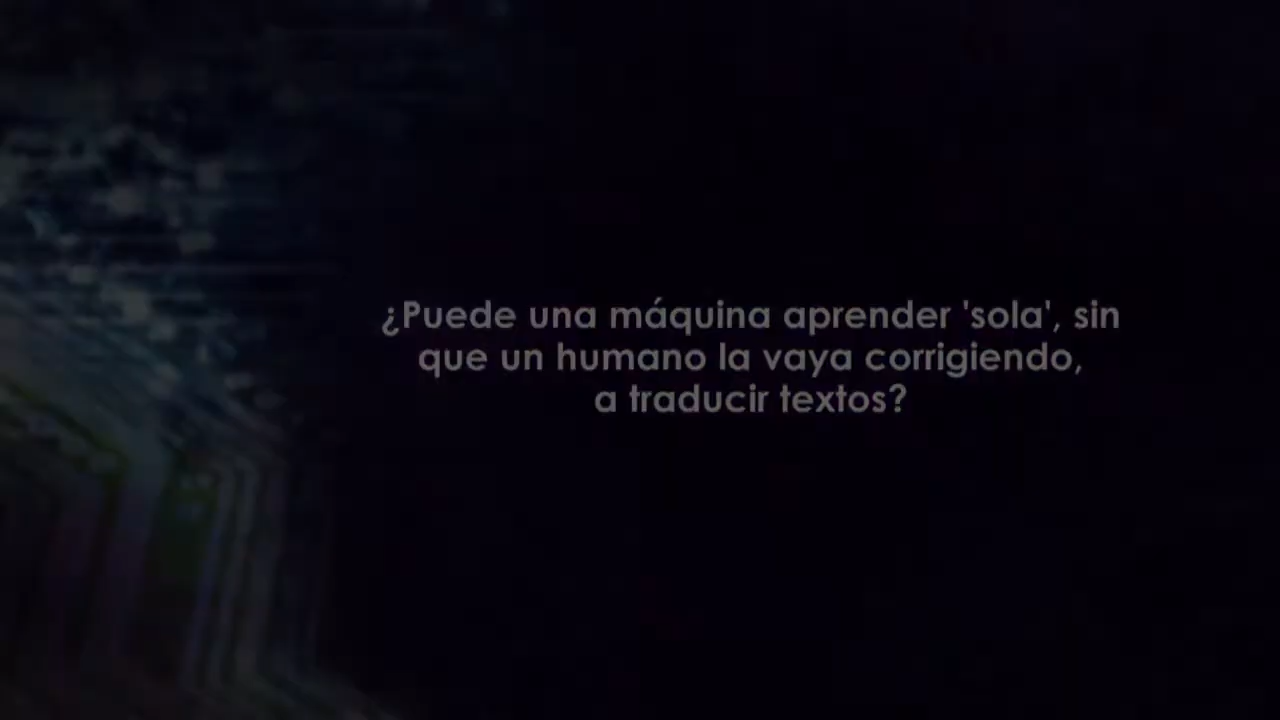 ¿Puede una máquina aprender 'sola', sin
que un humano la vaya corrigiendo,
a traducir textos?